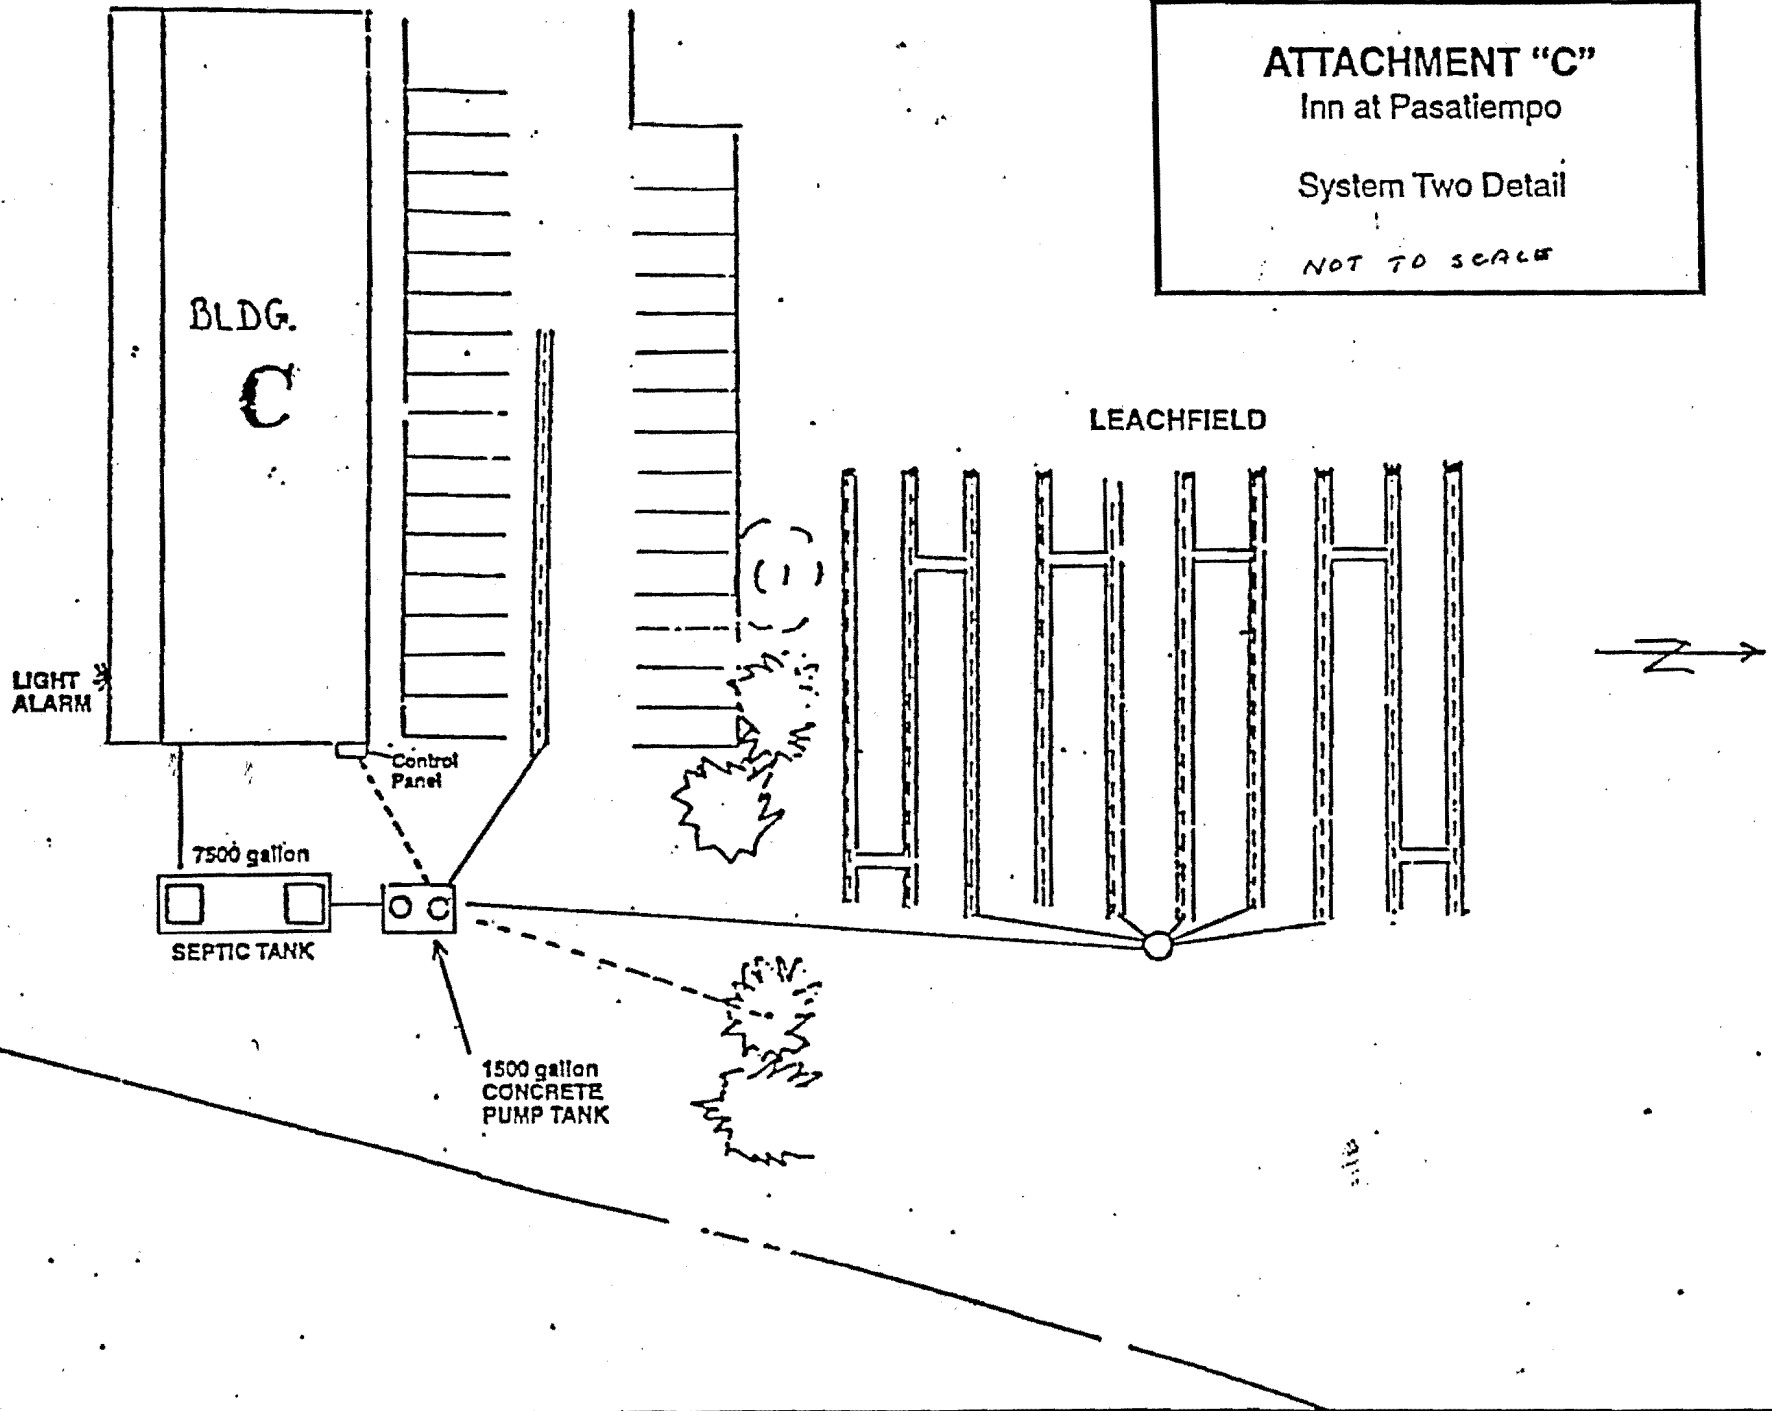 ATTACHMENT “C”
Inn at Pasatiempo
System Two Detail
NOT TO SCALE
BLDG.
C
LEACHFIELD
LIGHT
ALARM
Control
Panel
7500 gallon
SEPTIC TANK
1500 gallon
CONCRETE
PUMP TANK
Z